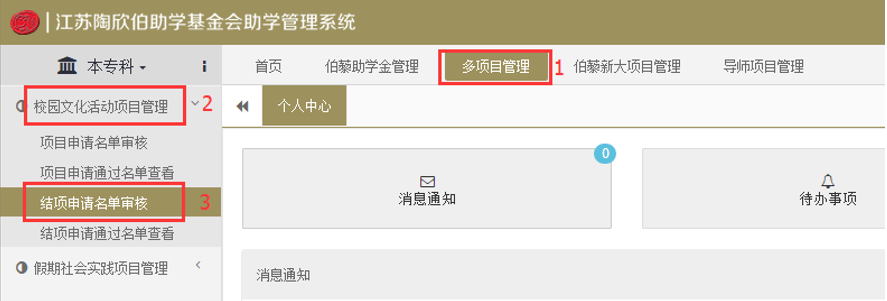 江苏陶欣伯助学基金会助学管理系统
本专科
首页 伯藜助学金管理 多项目管理 1 伯藜新大项目管理 导师项目管理
校园文化活动项目管理 2
个人中心
项目申请名单审核
项目申请通过名单查看
结项申请名单审核 3
结项申请通过名单查看
假期社会实践项目管理
0
消息通知
待办事项
消息通知